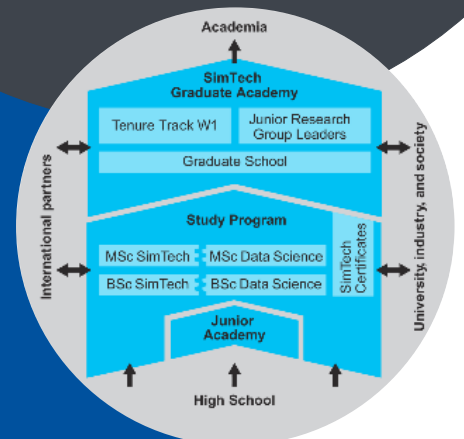 Academia
SimTech
Graduate Academy
Tenure Track W1
Junior Research
Group Leaders
Graduate School
International partners
University, industry, and society
Study Program
MSc SimTech
MSc Data Science
BSc SimTech
BSc Data Science
SimTech
Certificates
Junior
Academy
High School